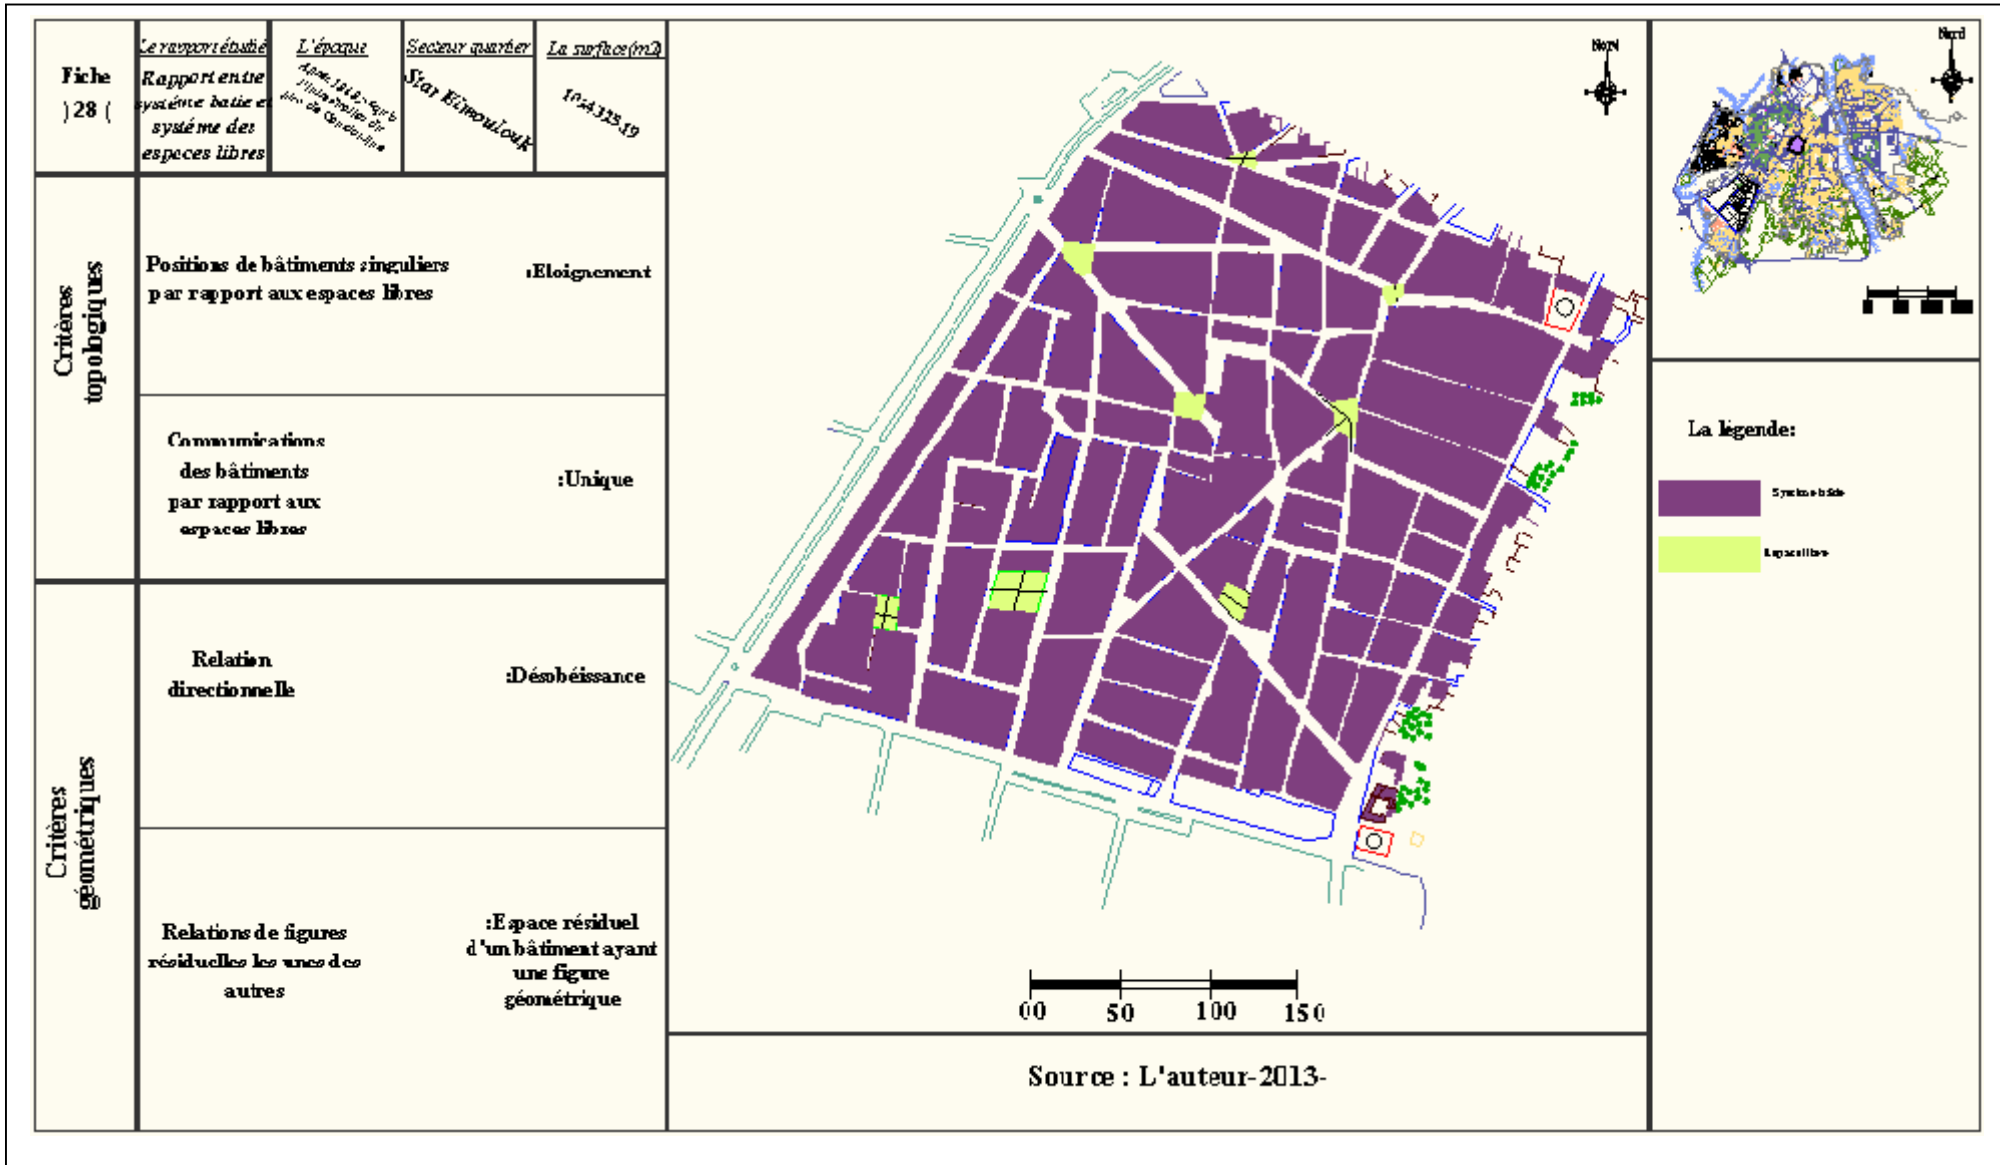 Fiche
)28 (
Le rapport étudié
Rapport entre
système batie et
système des
espaces libres
L'époque
Secteur quartier
Star Elmoulouk
La surface(m2)
Critères
topologiques
Positions de bâtiments singuliers
par rapport aux espaces libres
:Eloignement
Communications
des bâtiments
par rapport aux
espaces libres
:Unique
Critères
géométriques
Relation
directionnelle
:Désobéissance
Relations de figures
résiduelles les unes des
autres
:Espace résiduel
d'un bâtiment ayant
une figure
géométrique
Nord
00 50 100 150
Source : L'auteur-2013-
Nord
La légende: